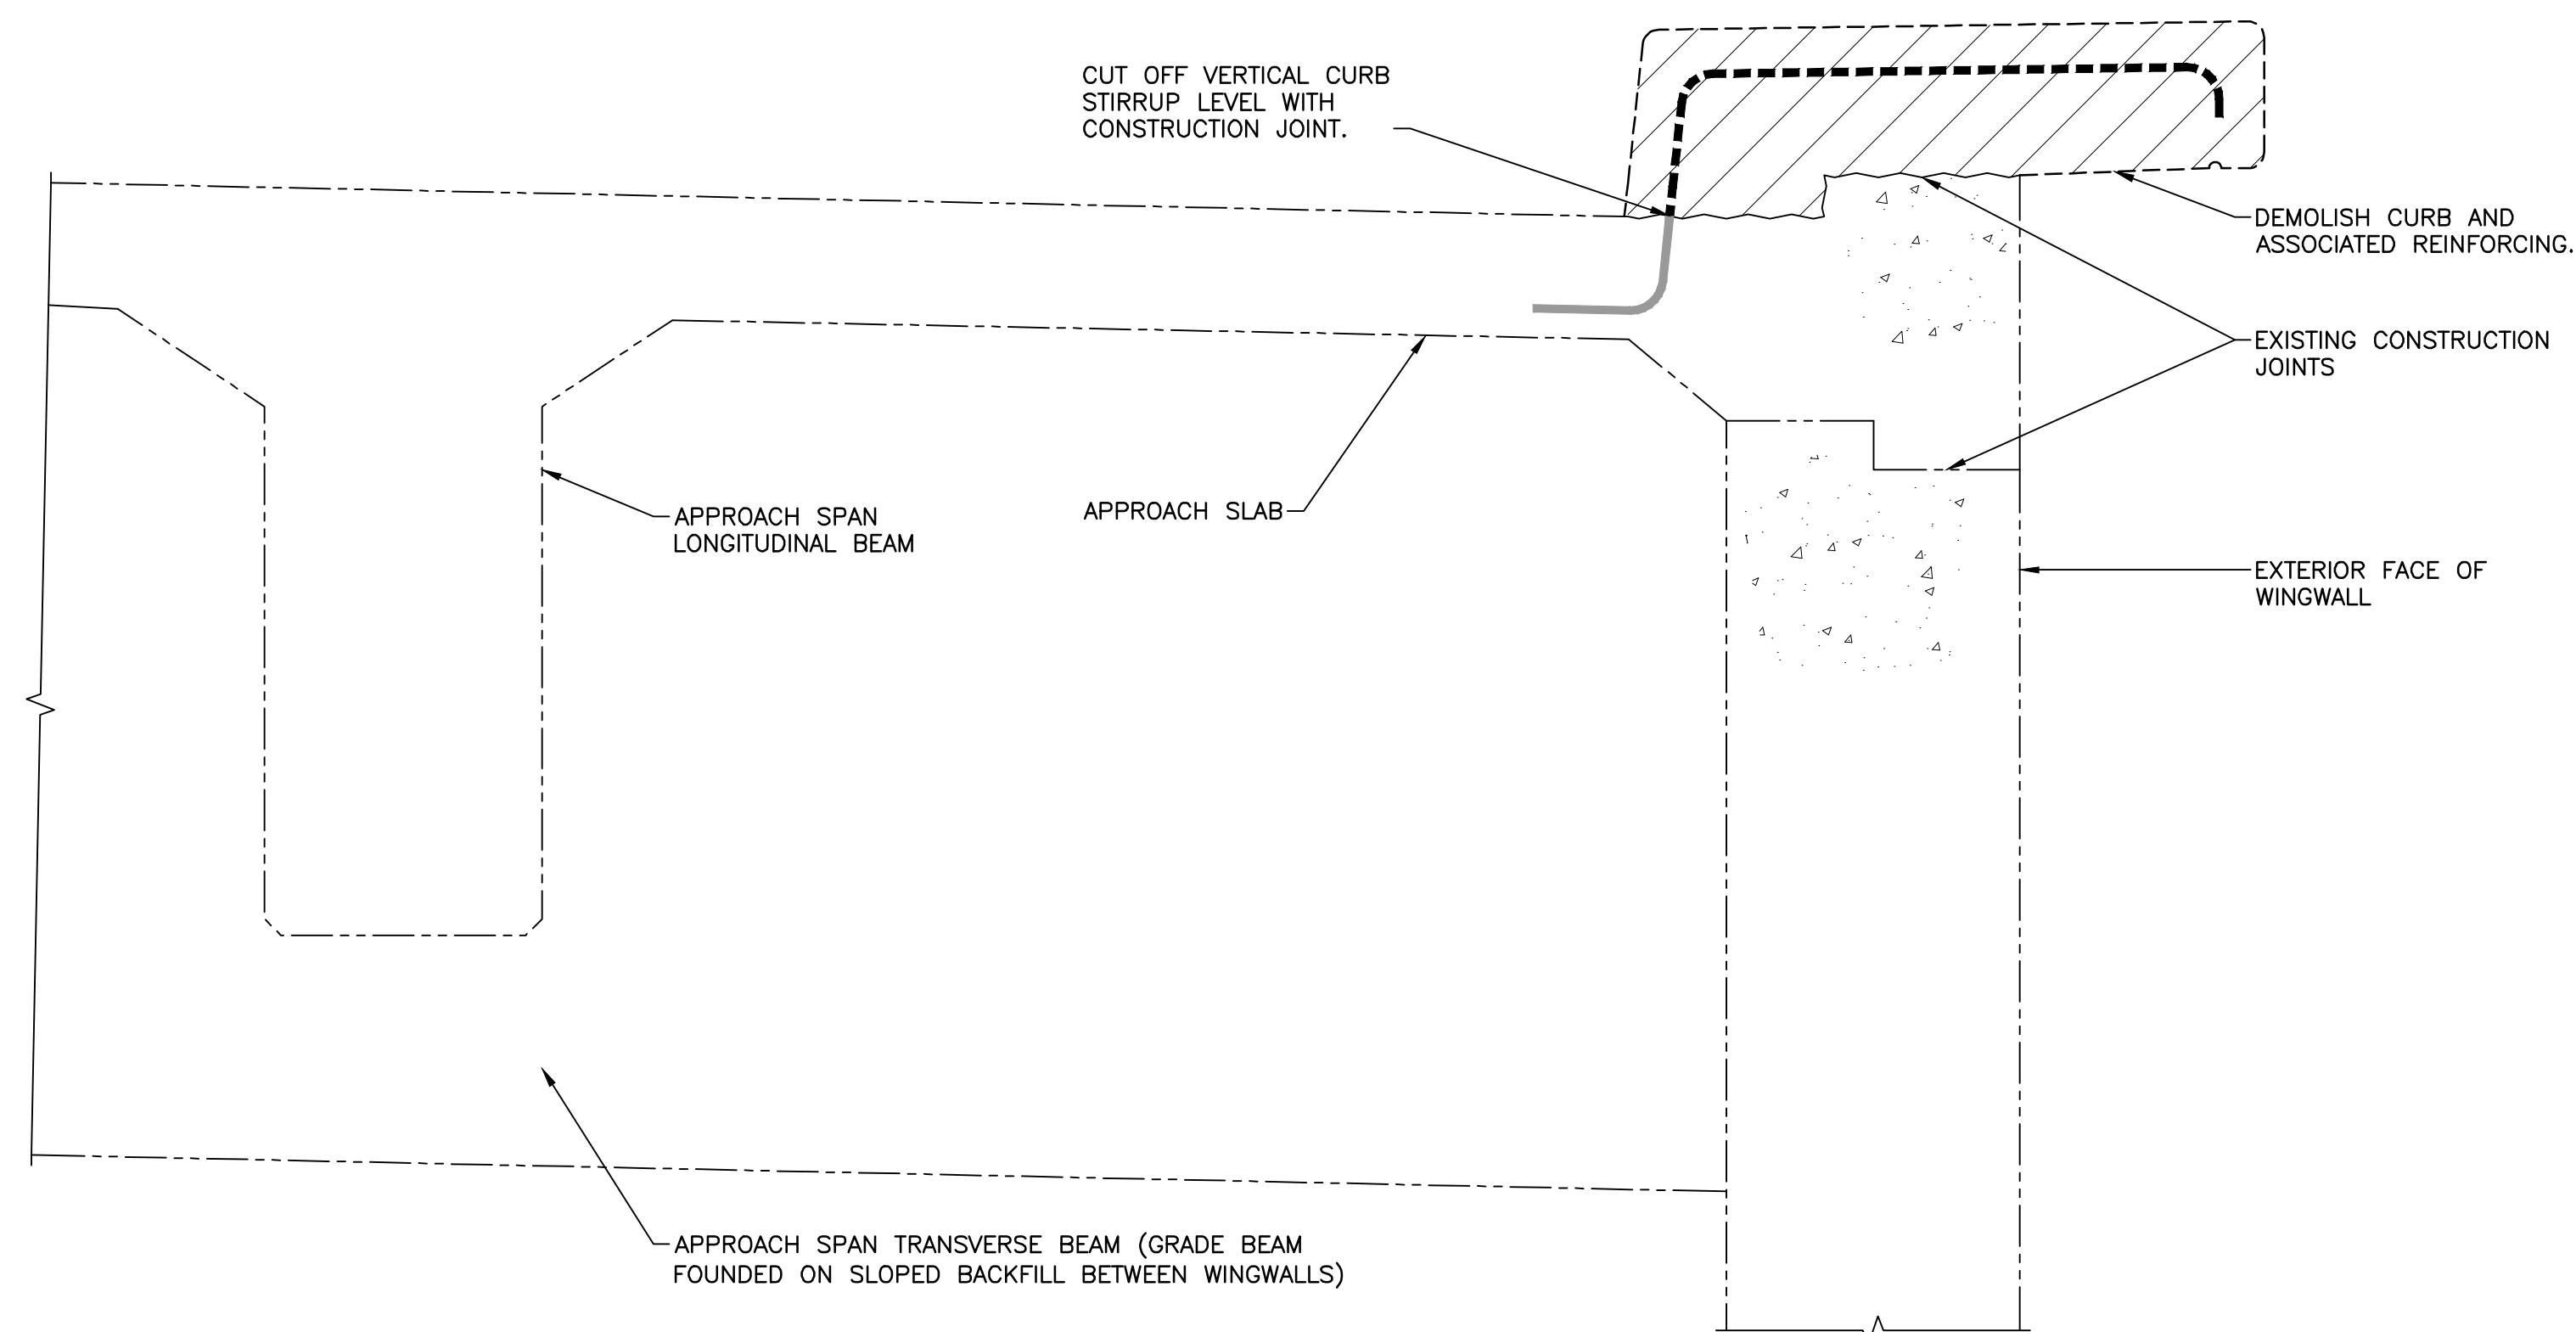 CUT OFF VERTICAL CURB
STIRRUP LEVEL WITH
CONSTRUCTION JOINT.
DEMOLISH CURB AND
ASSOCIATED REINFORCING.
EXISTING CONSTRUCTION
JOINTS
APPROACH SPAN
LONGITUDINAL BEAM
APPROACH SLAB
EXTERIOR FACE OF
WINGWALL
APPROACH SPAN TRANSVERSE BEAM (GRADE BEAM
FOUNDED ON SLOPED BACKFILL BETWEEN WINGWALLS)